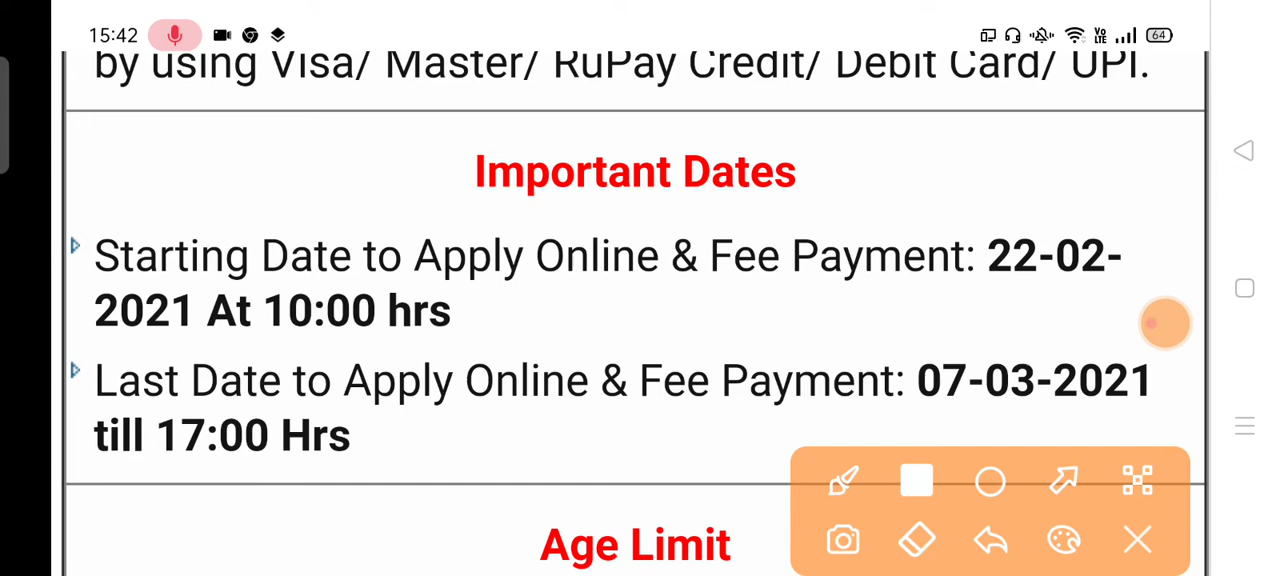 15:42
64
by using Visa/ Master/ RuPay Credit/ Debit Card/ UPI.
Important Dates
Starting Date to Apply Online & Fee Payment: 22-02-
2021 At 10:00 hrs
Last Date to Apply Online & Fee Payment: 07-03-2021
till 17:00 Hrs
Age Limit